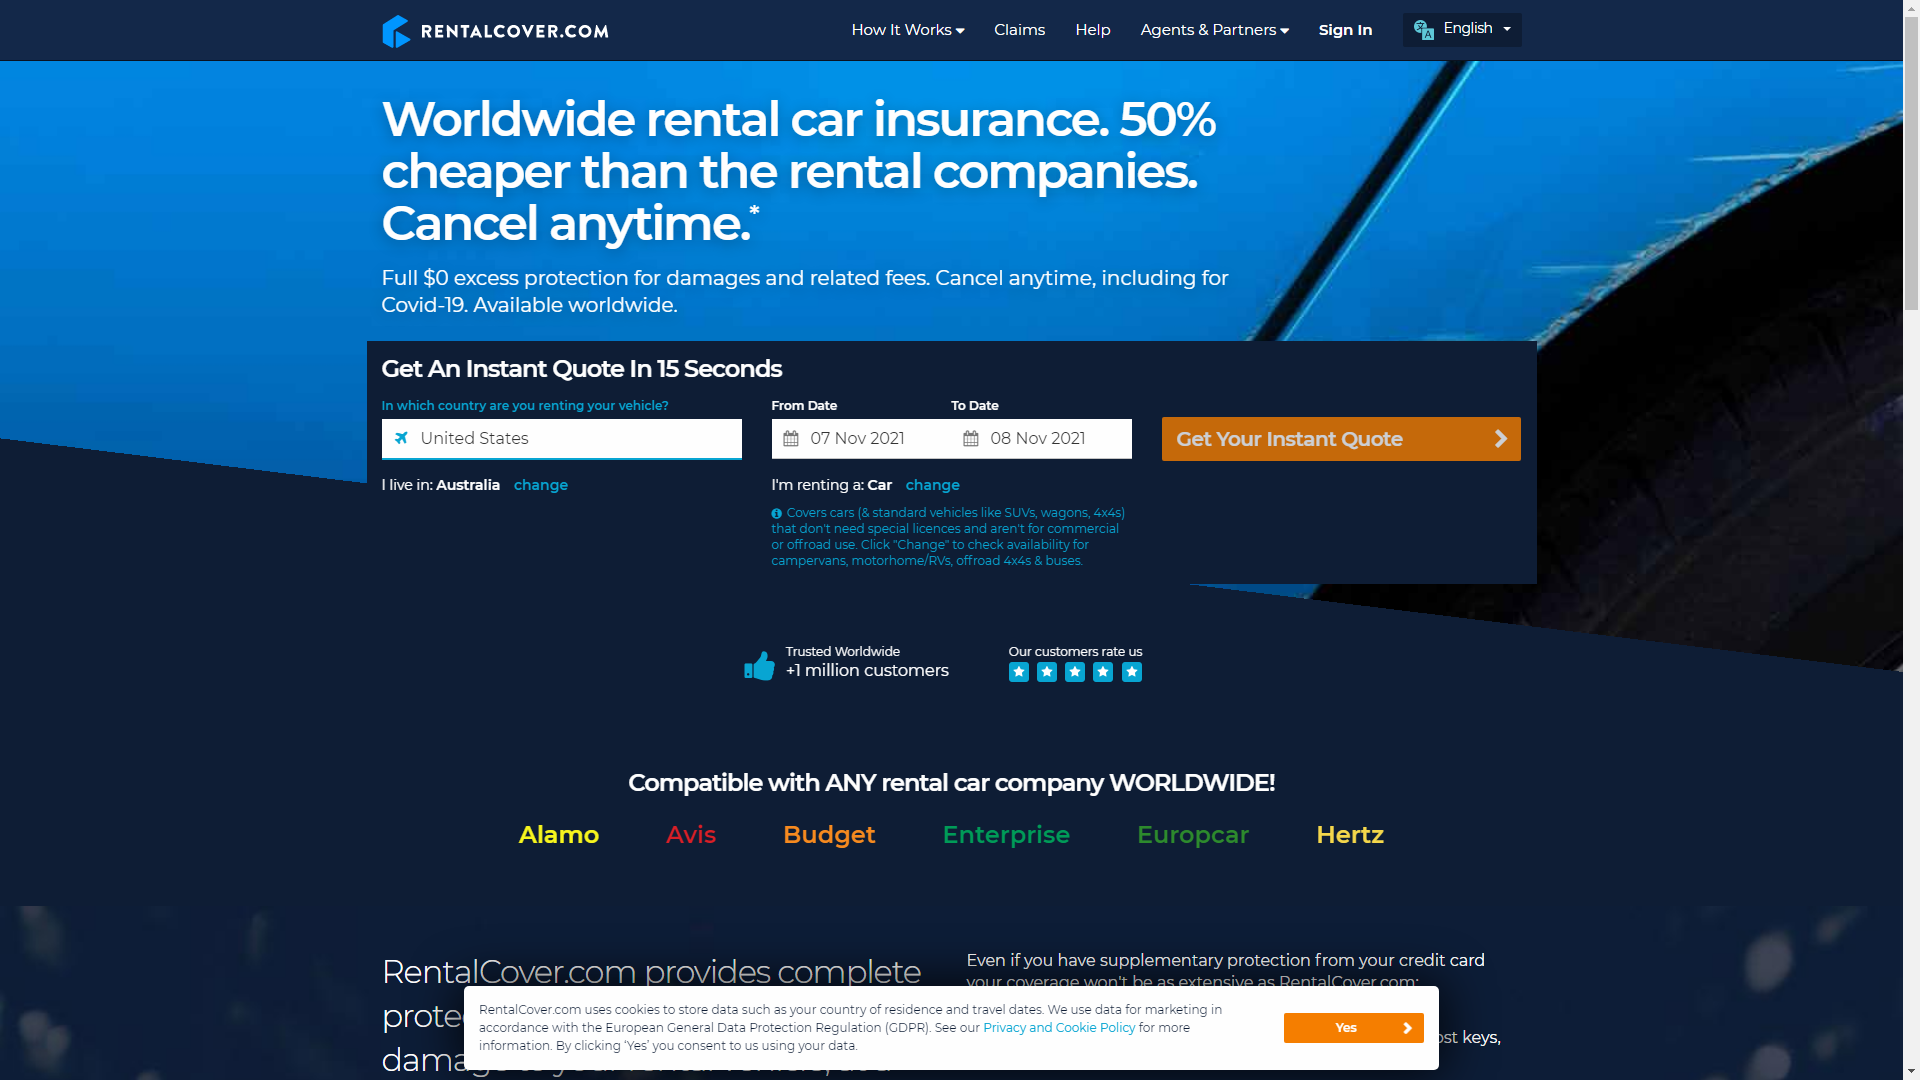 RENTALCOVER.COM
How It Works
Claims
Help
Agents & Partners
Sign In
English
Worldwide rental car insurance. 50%
cheaper than the rental companies.
Cancel anytime.*
Full $0 excess protection for damages and related fees. Cancel anytime, including for
Covid-19. Available worldwide.
Get An Instant Quote In 15 Seconds
In which country are you renting your vehicle?
United States
I live in: Australia change
From Date
To Date
07 Nov 2021
08 Nov 2021
I'm renting a: Car change
Covers cars (& standard vehicles like SUVs, wagons, 4x4s)
that don't need special licences and aren't for commercial
or offroad use. Click "Change" to check availability for
campervans, motorhome/RVs, offroad 4x4s & buses.
Get Your Instant Quote
Trusted Worldwide
+1 million customers
Our customers rate us
Compatible with ANY rental car company WORLDWIDE!
Alamo
Avis
Budget
Enterprise
Europcar
Hertz
RentalCover.com provides complete
Even if you have supplementary protection from your credit card
your coverage won't be as extensive as RentalCover.com:
keys,
RentalCover.com uses cookies to store data such as your country of residence and travel dates. We use data for marketing in
accordance with the European General Data Protection Regulation (GDPR). See our Privacy and Cookie Policy for more
information. By clicking ‘Yes’ you consent to us using your data.
Yes